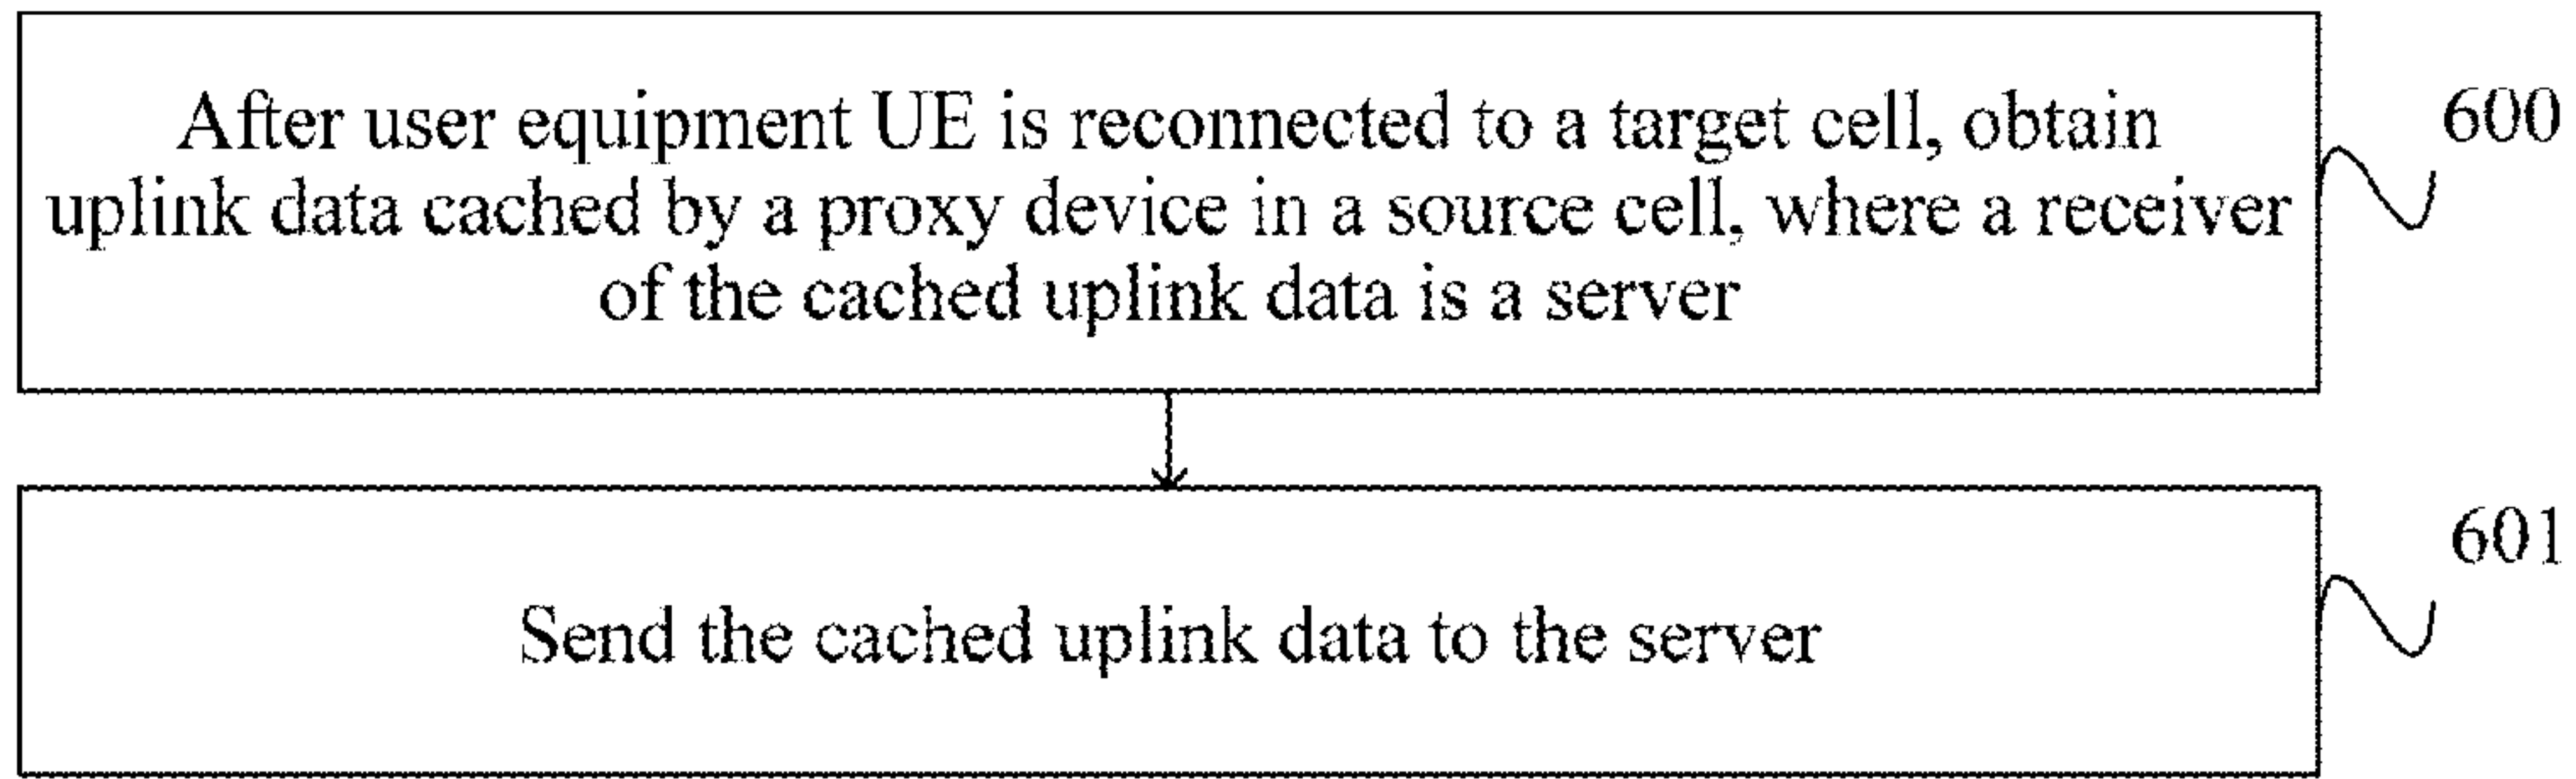 After user equipment UE is reconnected to a target cell, obtain
uplink data cached by a proxy device in a source cell, where a receiver
of the cached uplink data is a server
600
Send the cached uplink data to the server
601